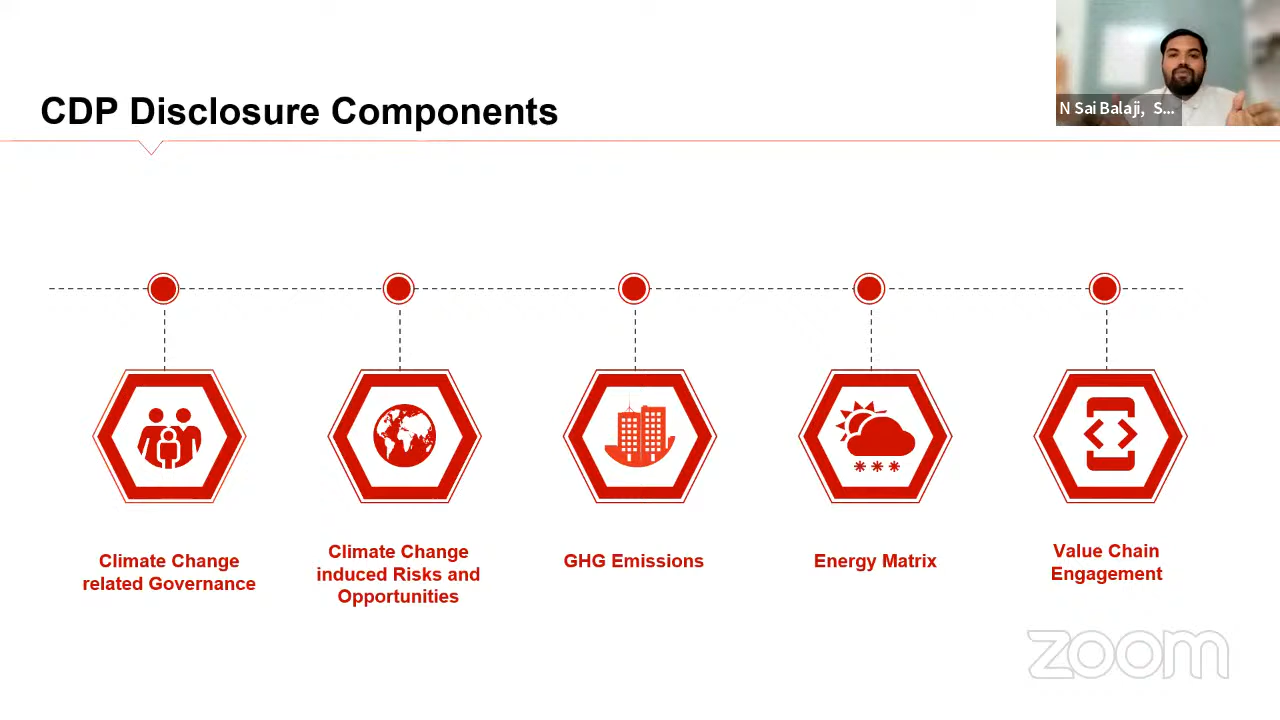 CDP Disclosure Components
N Sai Balaji, S...
Climate Change
related Governance
Climate Change
induced Risks and
Opportunities
GHG Emissions
Energy Matrix
Value Chain
Engagement
zoom